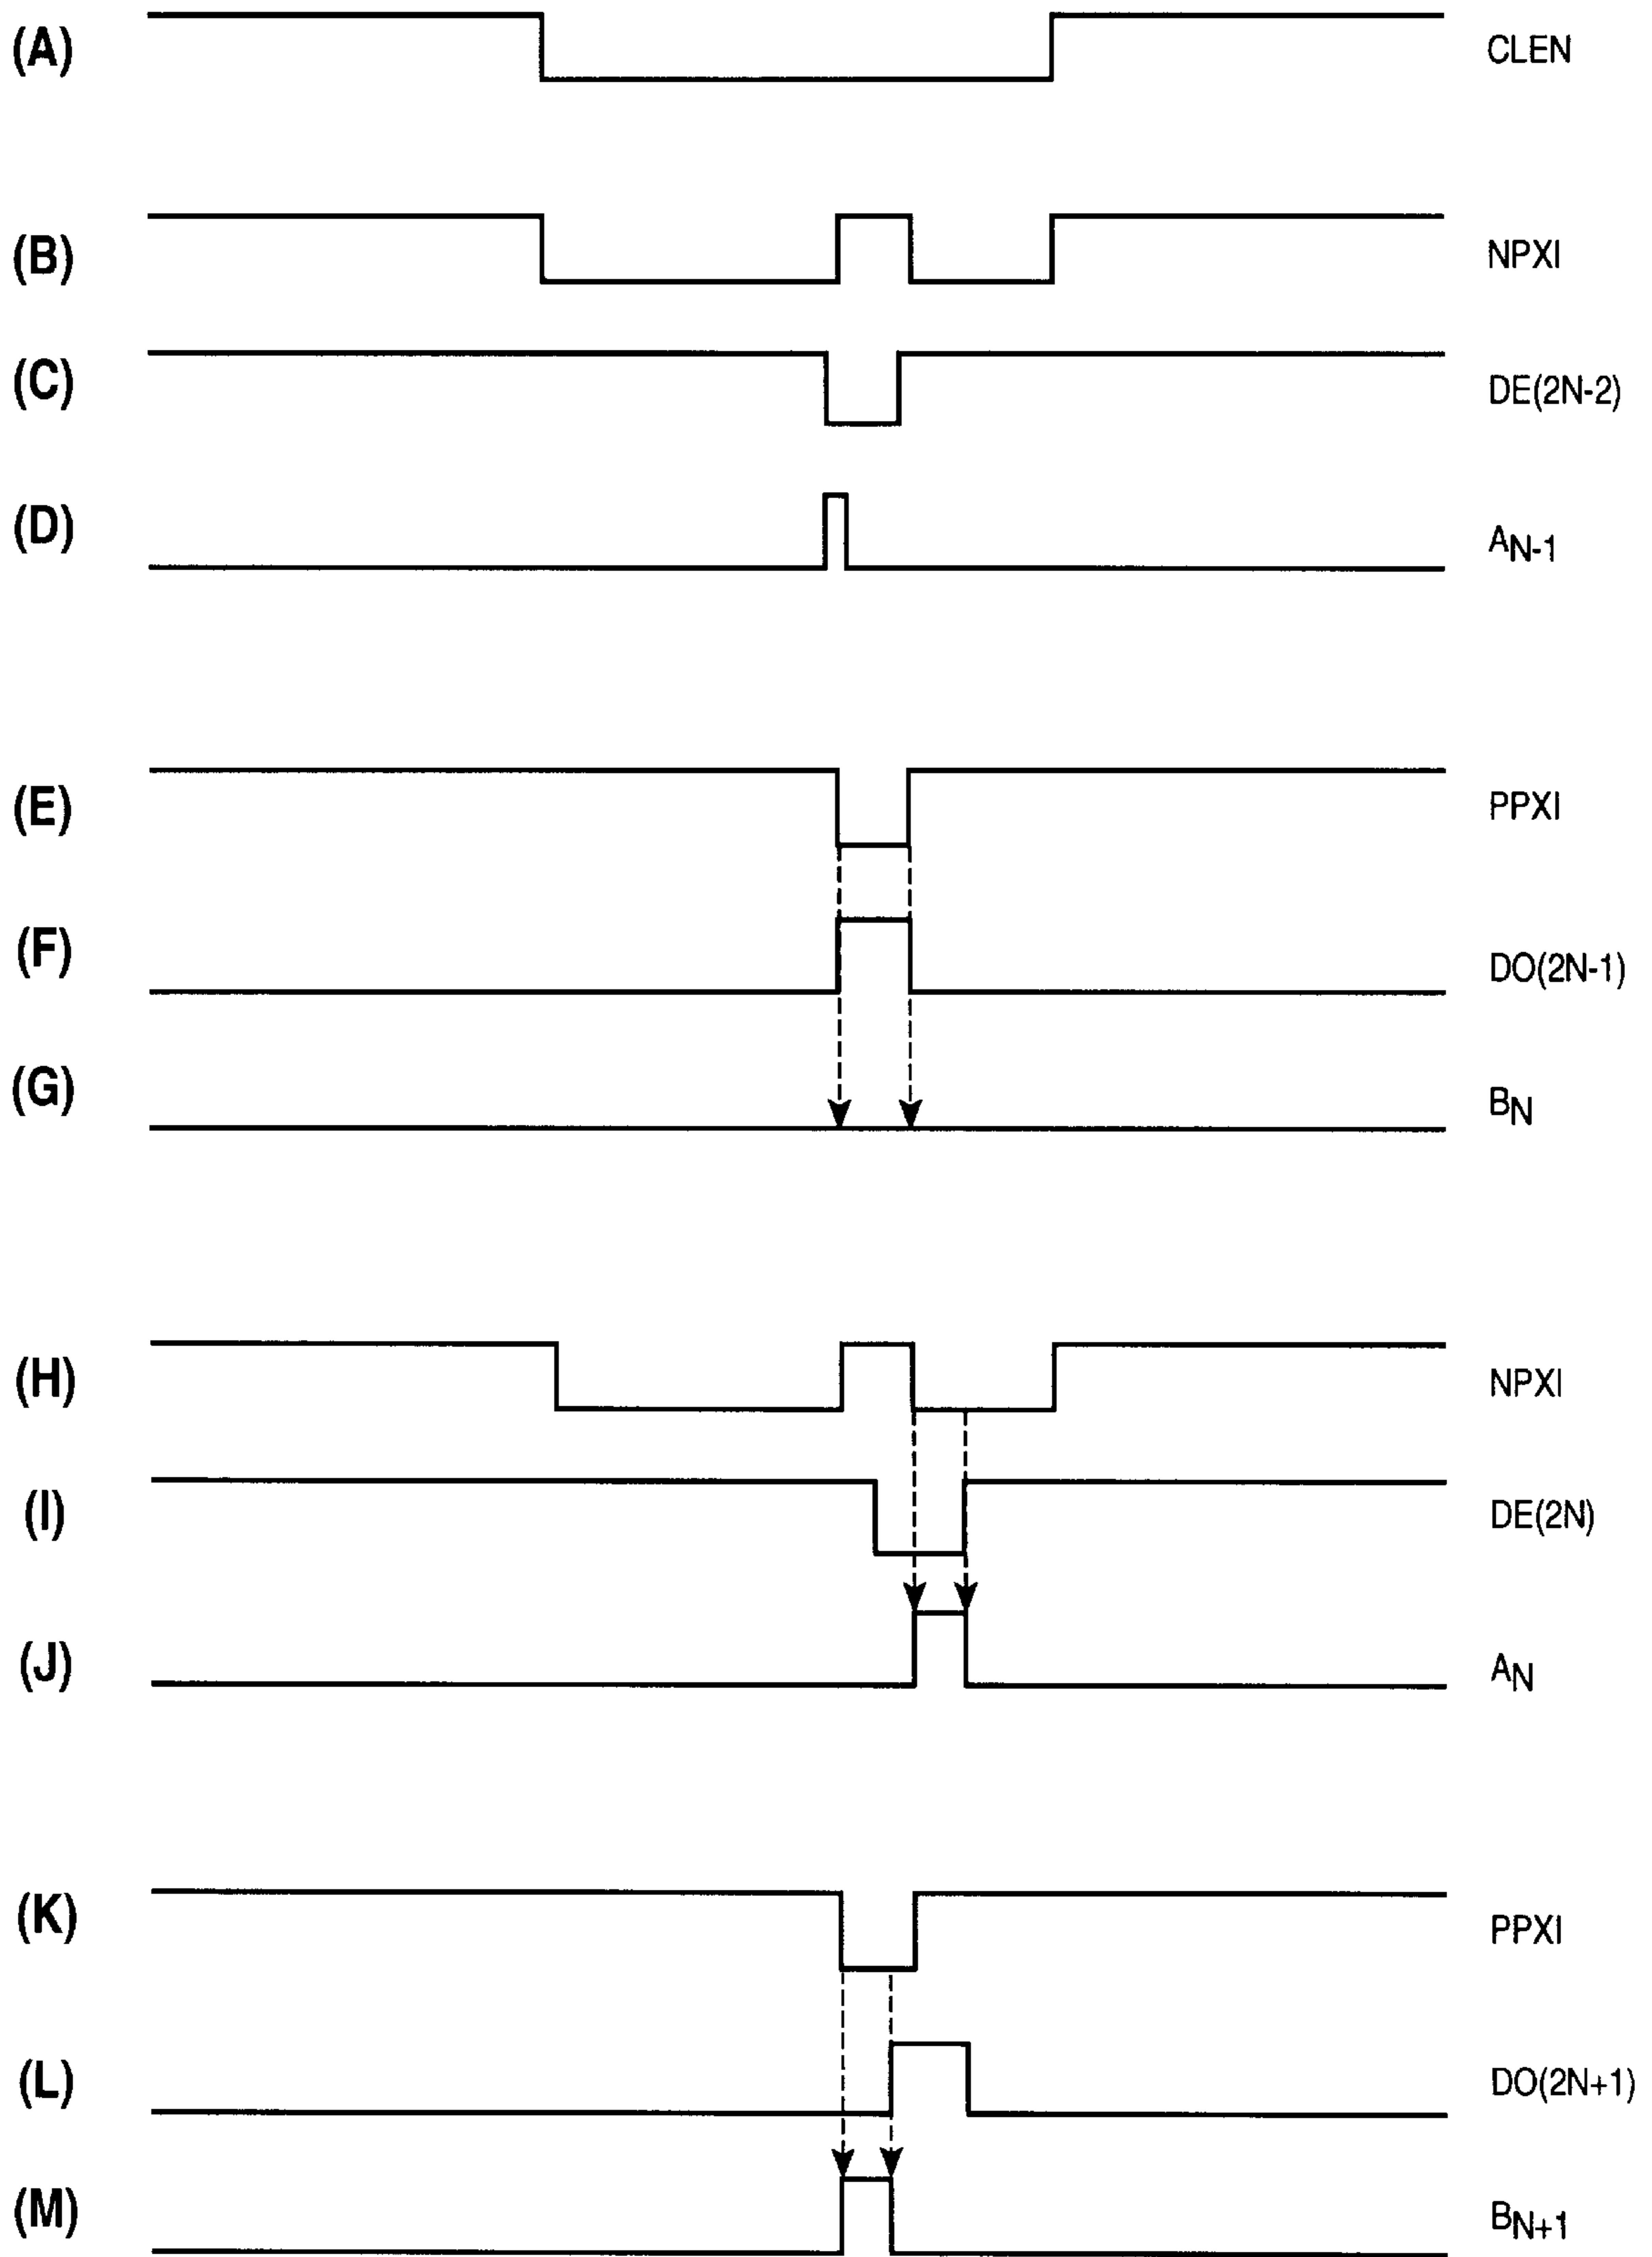 (A) CLEN
(B) NPXI
(C) DE(2N-2)
(D) AN-1
(E) PPXI
(F) DO(2N-1)
(G) BN
(H) NPXI
(I) DE(2N)
(J) AN
(K) PPXI
(L) DO(2N+1)
(M) BN+1